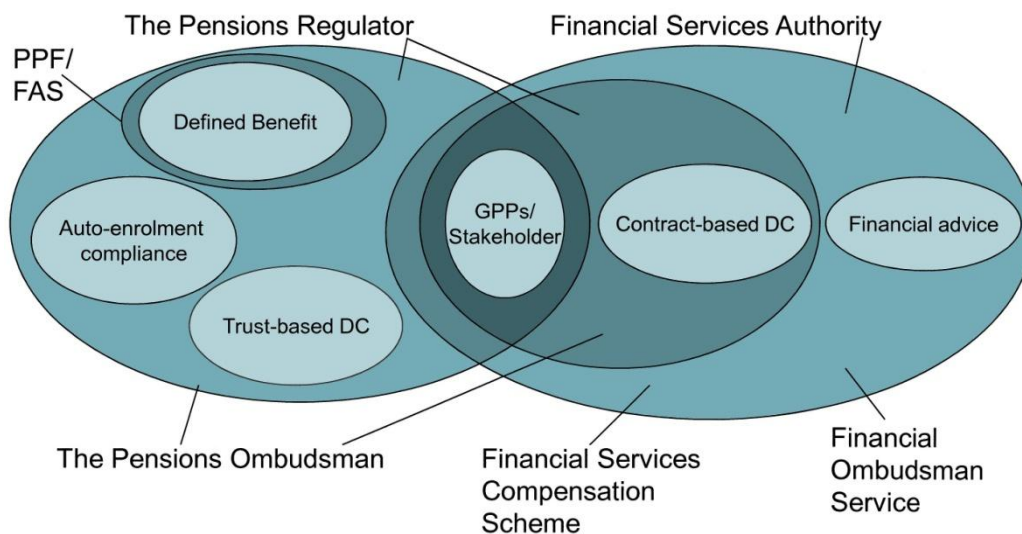 The Pensions Regulator
Financial Services Authority
PPF/
FAS
Defined Benefit
Auto-enrolment
compliance
Trust-based DC
GPPs/
Stakeholder
Contract-based DC
Financial advice
The Pensions Ombudsman
Financial Services
Compensation
Scheme
Financial
Ombudsman
Service